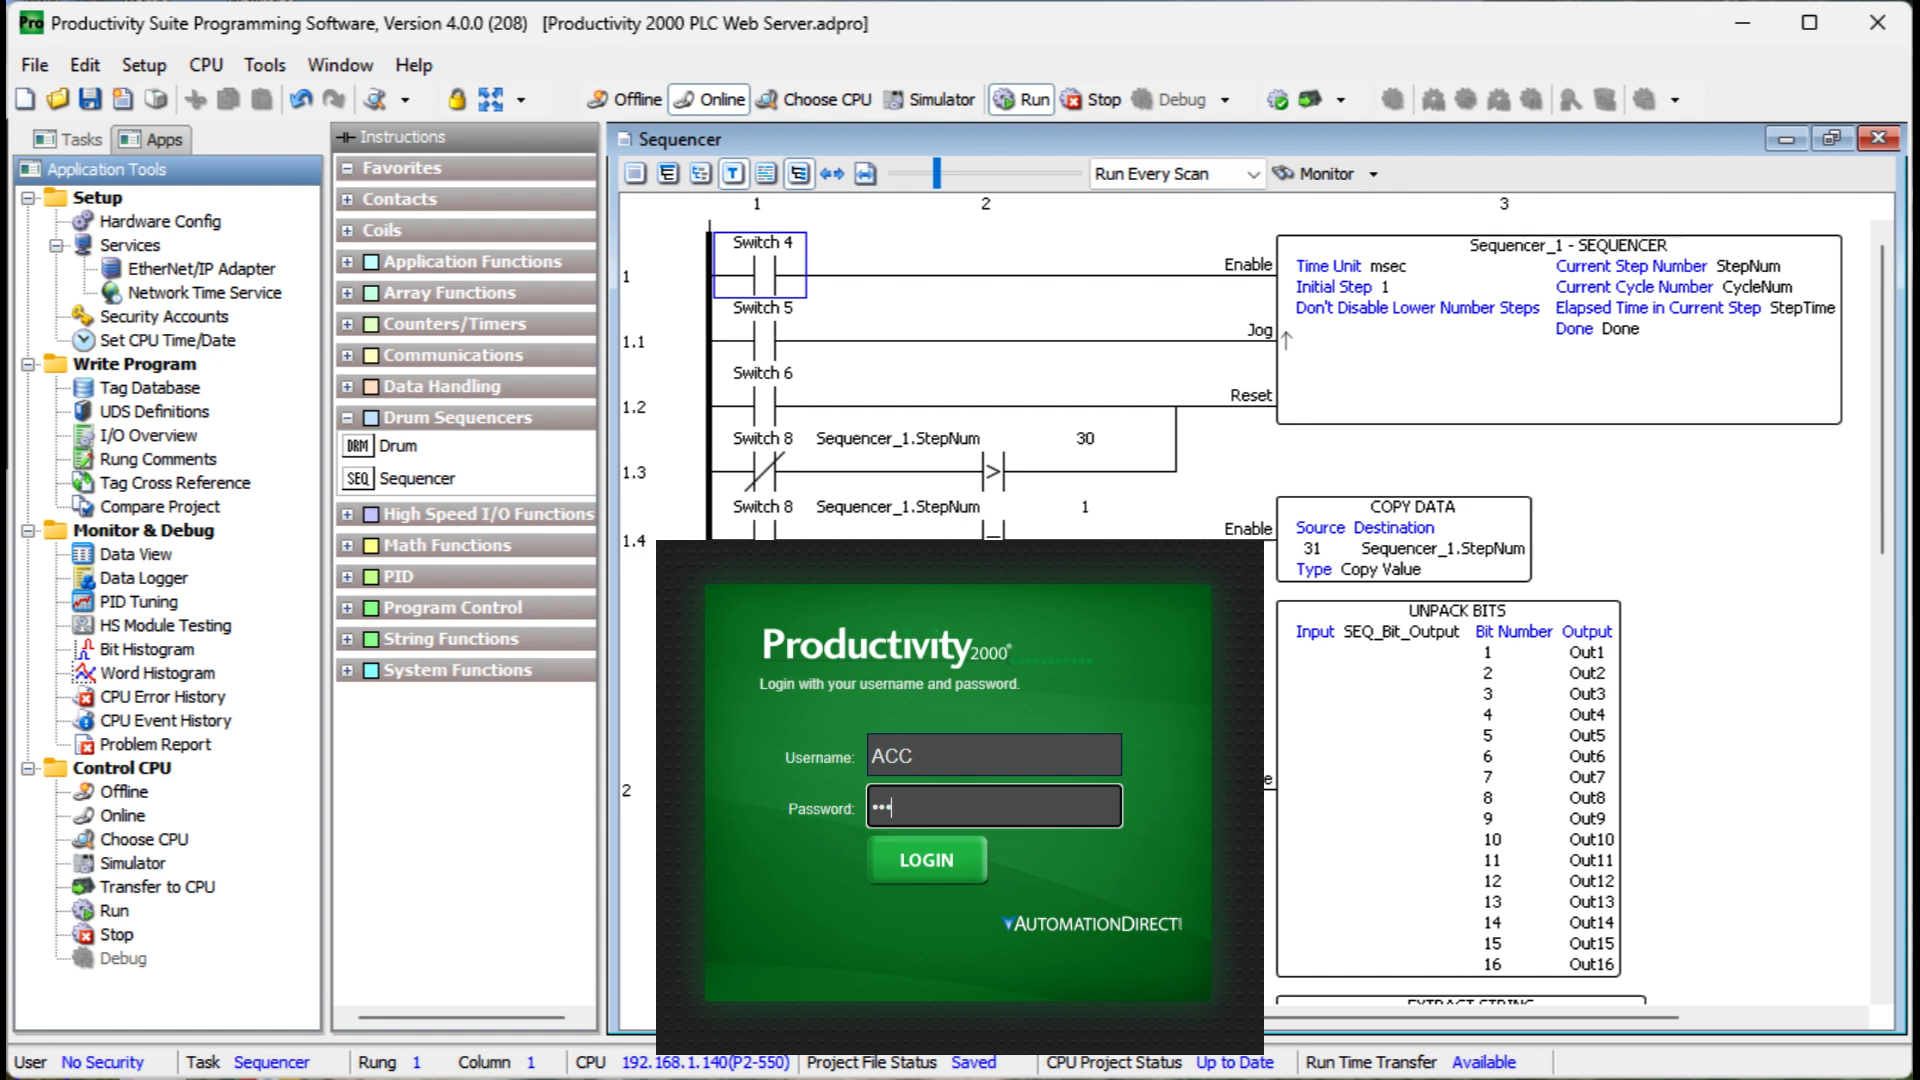 Pro Productivity Suite Programming Software, Version 4.0.0 (208) [Productivity 2000 PLC Web Server.adpro]
File Edit Setup CPU Tools Window Help
Offline Online Choose CPU Simulator Run Stop Debug
Tasks Apps
Application Tools
Setup
Hardware Config
Services
EtherNet/IP Adapter
Network Time Service
Security Accounts
Set CPU Time/Date
Write Program
Tag Database
UDS Definitions
I/O Overview
Rung Comments
Tag Cross Reference
Compare Project
Monitor & Debug
Data View
Data Logger
PID Tuning
HS Module Testing
Bit Histogram
Word Histogram
CPU Error History
CPU Event History
Problem Report
Control CPU
Offline
Online
Choose CPU
Simulator
Transfer to CPU
Run
Stop
Debug
Instructions
Favorites
Contacts
Coils
Application Functions
Array Functions
Counters/Timers
Communications
Data Handling
Drum Sequencers
DRM Drum
SEQ Sequencer
High Speed I/O Functions
Math Functions
PID
Program Control
String Functions
System Functions
Sequencer
Run Every Scan Monitor
1 2 3
Switch 4
1
Enable
Switch 5
1.1
Jog
Switch 6
1.2
Reset
Switch 8 Sequencer_1.StepNum 30
1.3
>
Switch 8 Sequencer_1.StepNum 1
1.4
Enable
2
e
Sequencer_1 - SEQUENCER
Time Unit msec Current Step Number StepNum
Initial Step 1 Current Cycle Number CycleNum
Don't Disable Lower Number Steps Elapsed Time in Current Step StepTime
Done Done
COPY DATA
Source Destination
31 Sequencer_1.StepNum
Type Copy Value
UNPACK BITS
Input SEQ_Bit_Output Bit Number Output
1 Out1
2 Out2
3 Out3
4 Out4
5 Out5
6 Out6
7 Out7
8 Out8
9 Out9
10 Out10
11 Out11
12 Out12
13 Out13
14 Out14
15 Out15
16 Out16
EXTRACT STRING
Productivity2000®
Login with your username and password.
Username: ACC
Password: •••
LOGIN
AUTOMATIONDIRECT
User No Security Task Sequencer Rung 1 Column 1 CPU 192.168.1.140(P2-550) Project File Status Saved CPU Project Status Up to Date Run Time Transfer Available